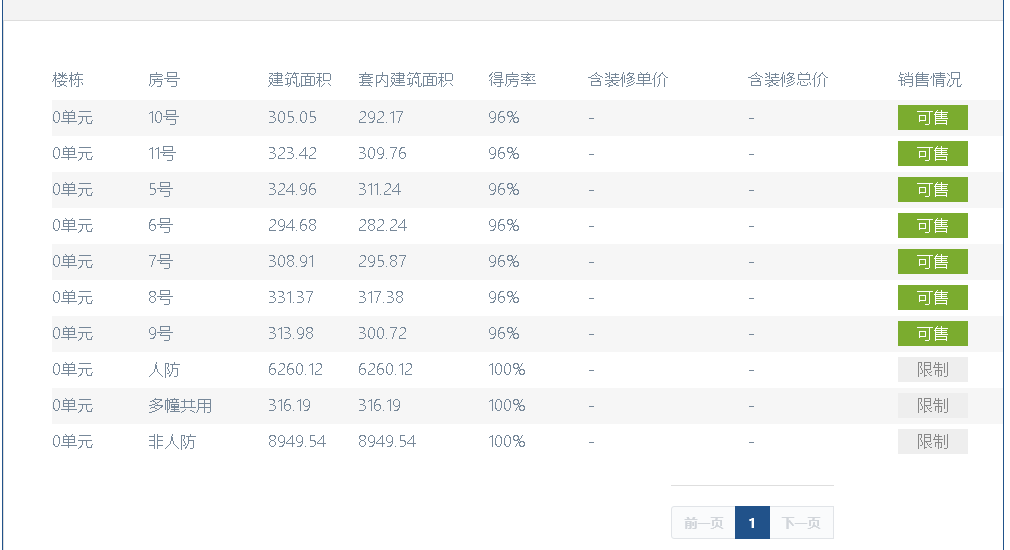 楼栋 房号 建筑面积 套内建筑面积 得房率 含装修单价 含装修总价 销售情况
0单元 10号 305.05 292.17 96% - - 可售
0单元 11号 323.42 309.76 96% - - 可售
0单元 5号 324.96 311.24 96% - - 可售
0单元 6号 294.68 282.24 96% - - 可售
0单元 7号 308.91 295.87 96% - - 可售
0单元 8号 331.37 317.38 96% - - 可售
0单元 9号 313.98 300.72 96% - - 可售
0单元 人防 6260.12 6260.12 100% - - 限制
0单元 多幢共用 316.19 316.19 100% - - 限制
0单元 非人防 8949.54 8949.54 100% - - 限制
前一页 1 下一页